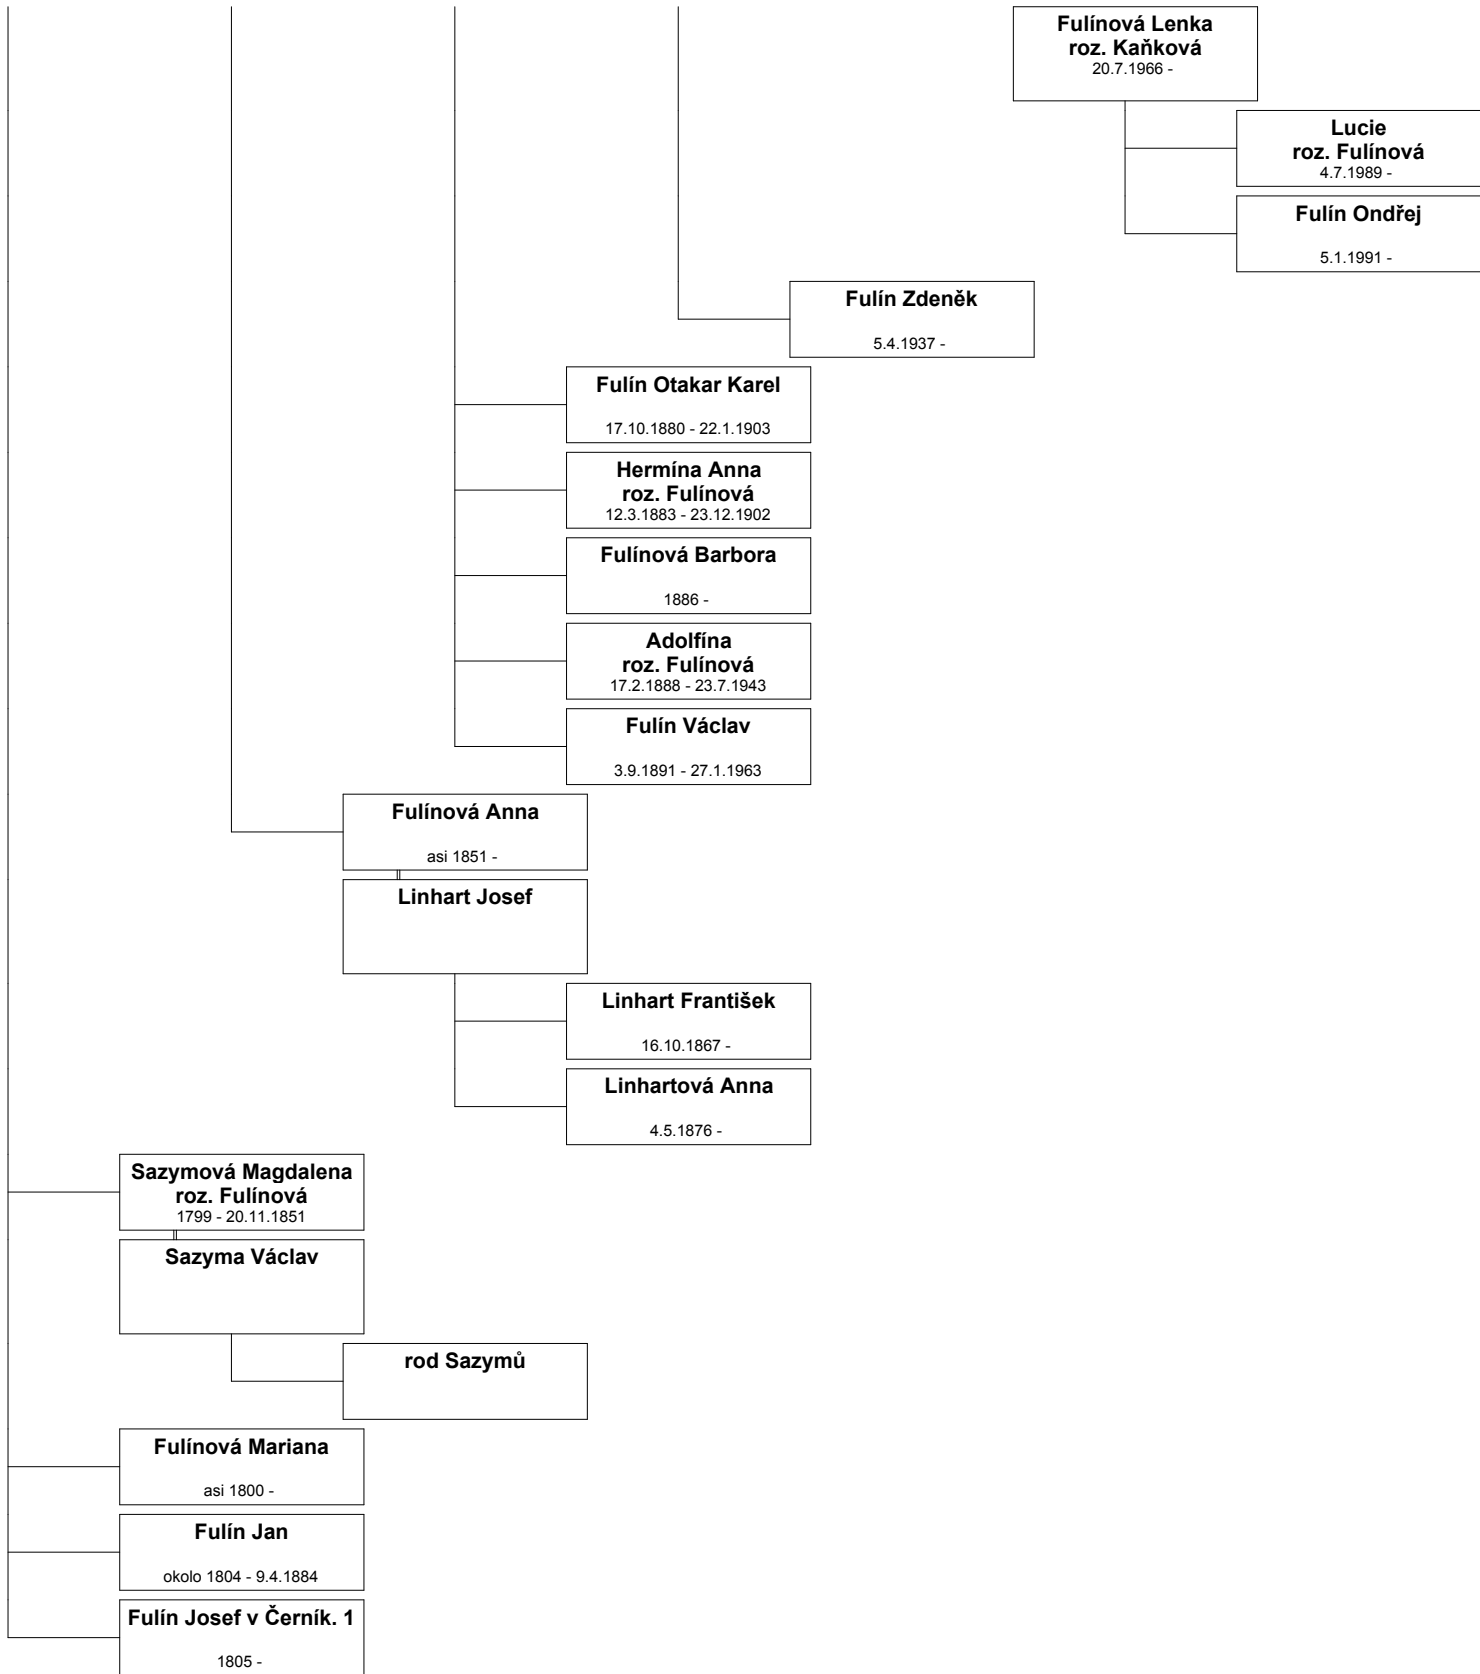 Fulínová Lenka
roz. Kaňková
20.7.1966 -
Lucie
roz. Fulínová
4.7.1989 -
Fulín Ondřej
5.1.1991 -
Fulín Zdeněk
5.4.1937 -
Fulín Otakar Karel
17.10.1880 - 22.1.1903
Hermína Anna
roz. Fulínová
12.3.1883 - 23.12.1902
Fulínová Barbora
1886 -
Adolfína
roz. Fulínová
17.2.1888 - 23.7.1943
Fulín Václav
3.9.1891 - 27.1.1963
Fulínová Anna
asi 1851 -
Linhart Josef
Linhart František
16.10.1867 -
Linhartová Anna
4.5.1876 -
Sazymová Magdalena
roz. Fulínová
1799 - 20.11.1851
Sazyma Václav
rod Sazymů
Fulínová Mariana
asi 1800 -
Fulín Jan
okolo 1804 - 9.4.1884
Fulín Josef v Černík. 1
1805 -